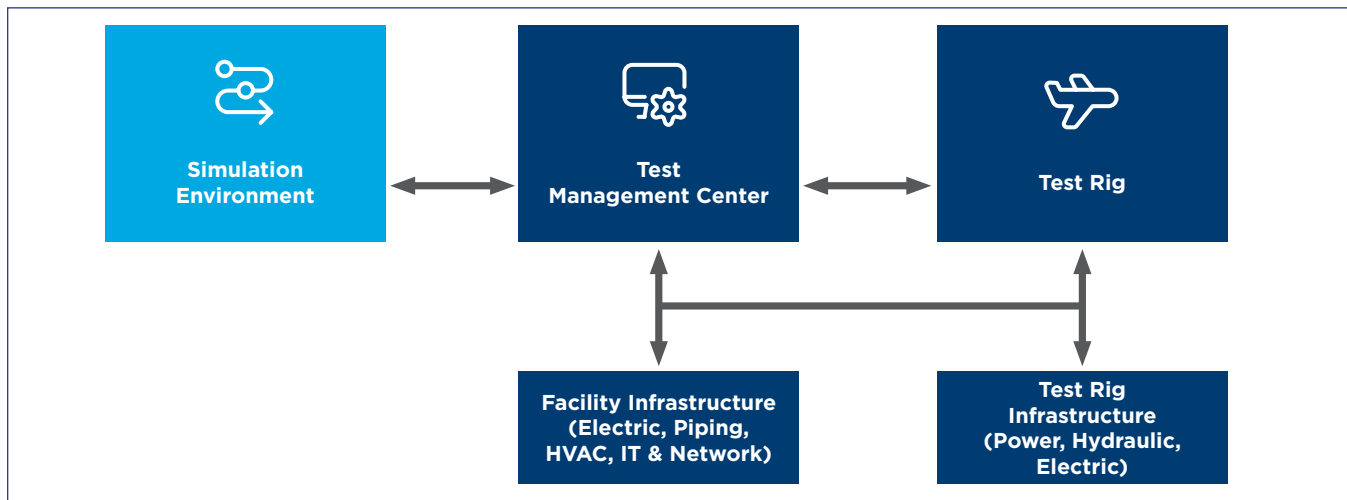 Simulation
Environment
Test
Management Center
Test Rig
Facility Infrastructure
(Electric, Piping,
HVAC, IT & Network)
Test Rig
Infrastructure
(Power, Hydraulic,
Electric)